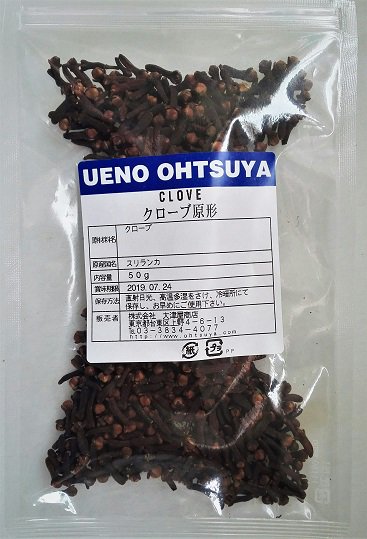 UENO OHTSUYA
CLOVE
クローブ原形
原材料名 クローブ
原産国名 スリランカ
内容量 50g
賞味期限 2019.07.24
保存方法 直射日光、高温多湿をさけ、冷暗所にて
保存し、お早めにご使用下さい。
販売者 株式会社 大津屋商店
東京都台東区上野4-6-13
03-3834-4077
http://www.ohtsuya.com
紙 プラ PP